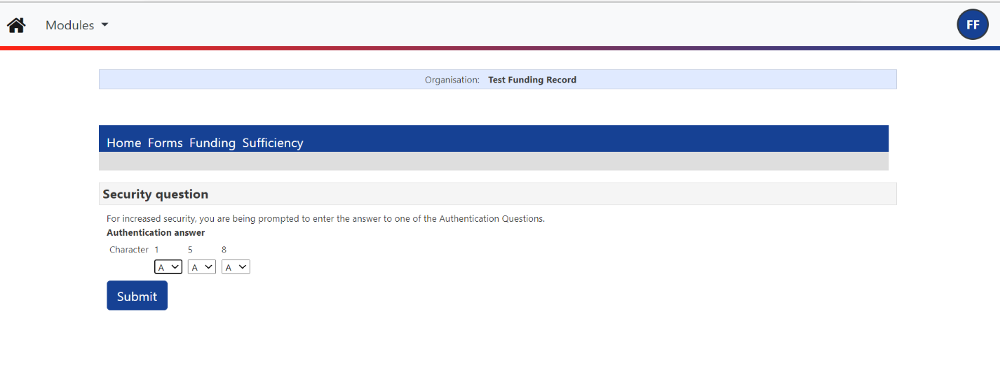 Modules
FF
Organisation: Test Funding Record
Home Forms Funding Sufficiency
Security question
For increased security, you are being prompted to enter the answer to one of the Authentication Questions.
Authentication answer
Character 1 5 8
A A A
Submit